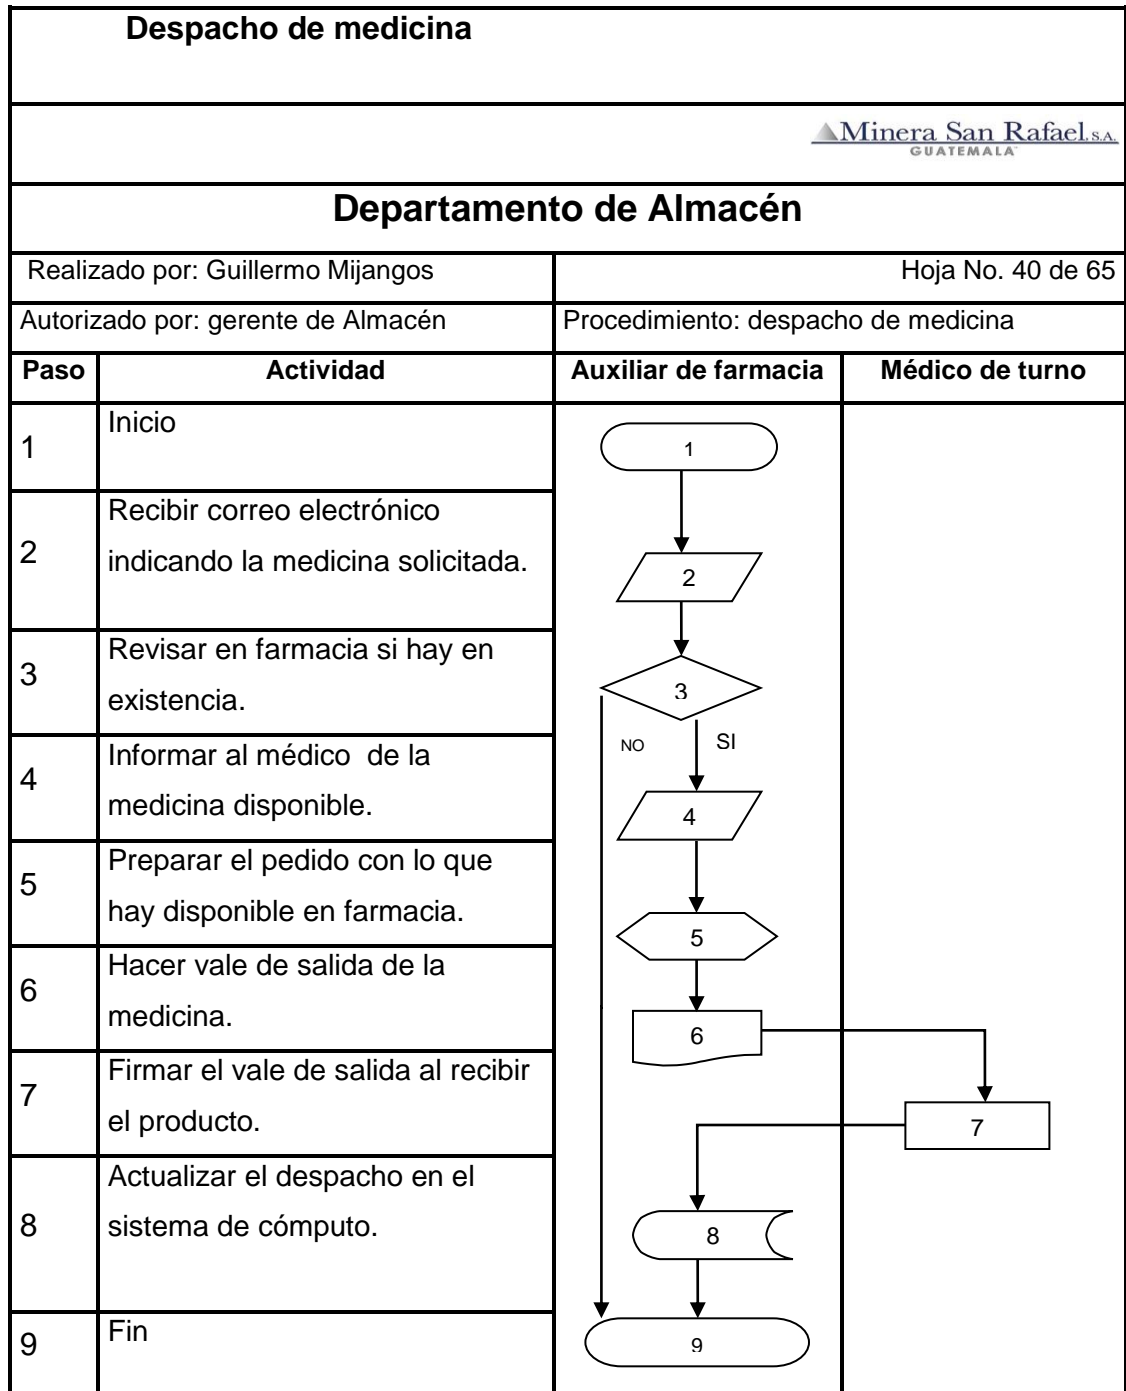 Despacho de medicina
Minera San Rafael, S.A.
GUATEMALA
Departamento de Almacén
Realizado por: Guillermo Mijangos
Hoja No. 40 de 65
Autorizado por: gerente de Almacén
Procedimiento: despacho de medicina
Paso
Actividad
Auxiliar de farmacia
Médico de turno
1
Inicio
1
2
Recibir correo electrónico
indicando la medicina solicitada.
2
3
Revisar en farmacia si hay en
existencia.
3
NO
SI
4
Informar al médico de la
medicina disponible.
4
5
Preparar el pedido con lo que
hay disponible en farmacia.
5
6
Hacer vale de salida de la
medicina.
6
7
Firmar el vale de salida al recibir
el producto.
7
8
Actualizar el despacho en el
sistema de cómputo.
8
9
Fin
9